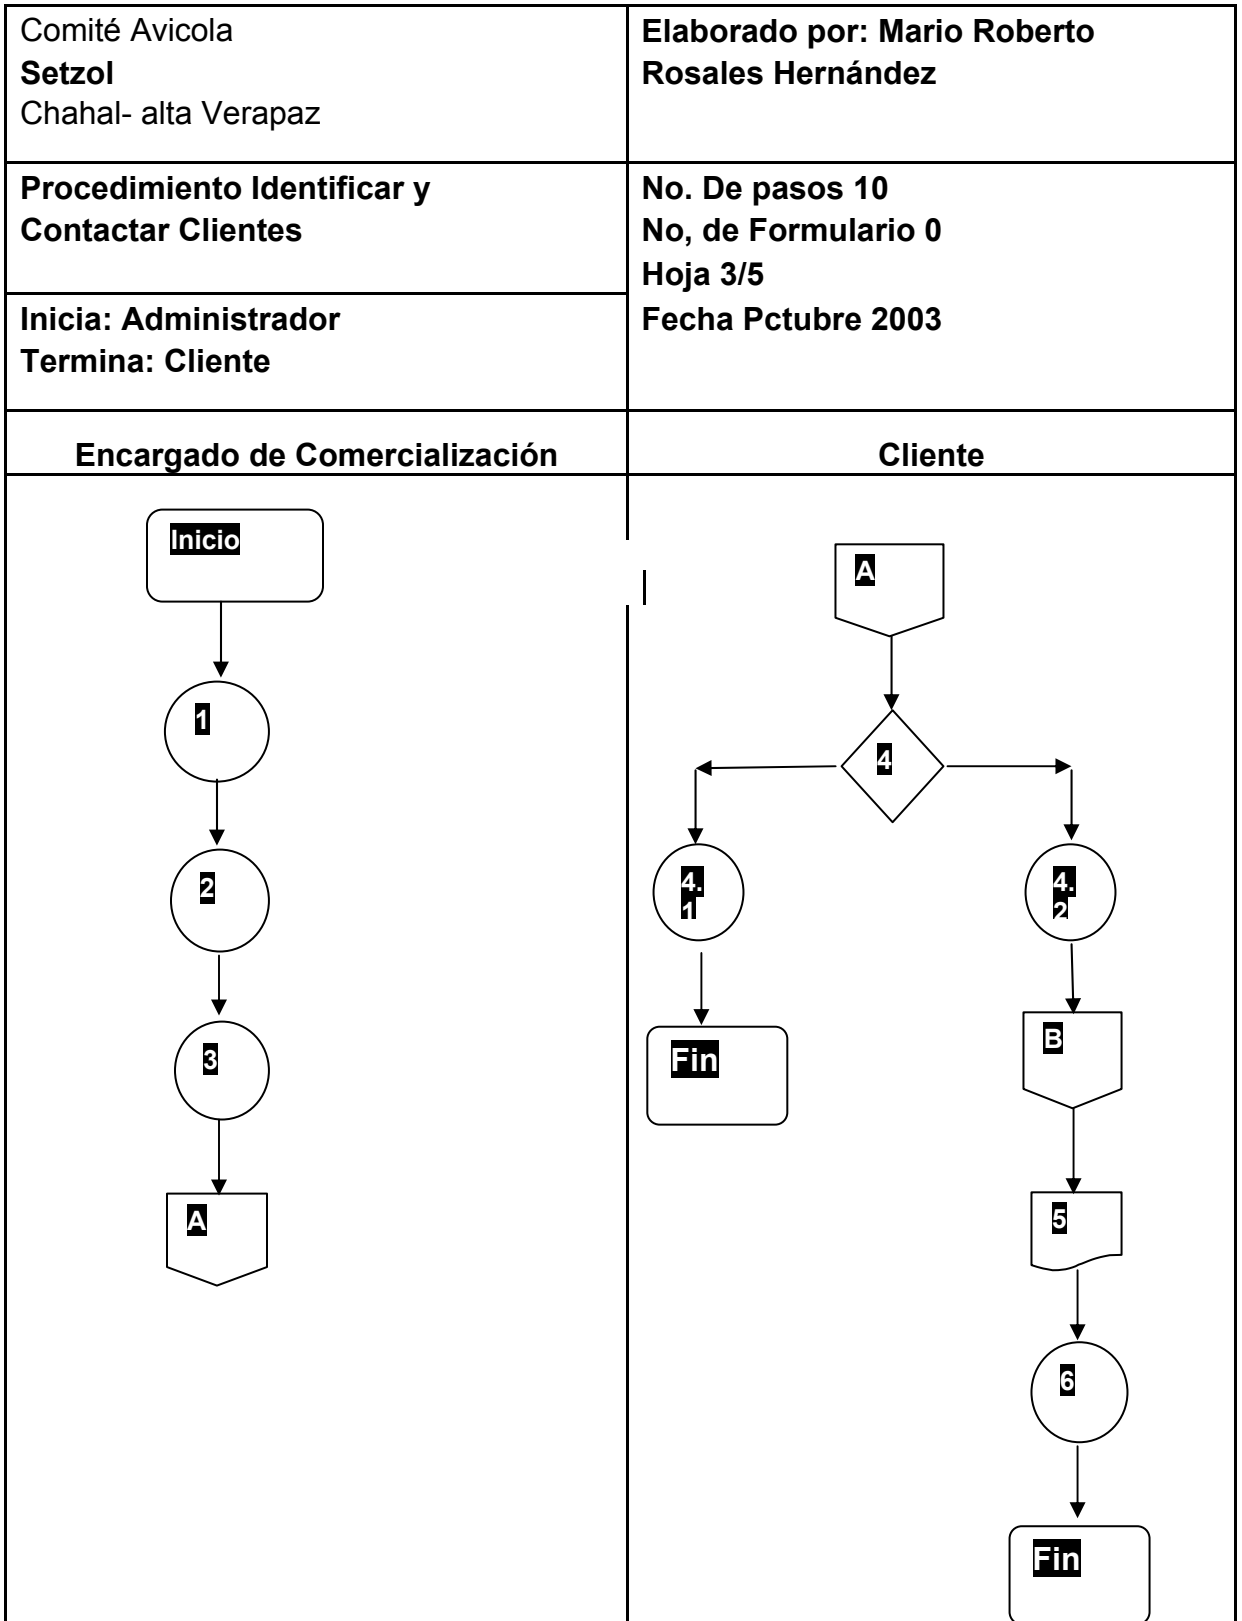 Comité Avicola
Setzol
Chahal- alta Verapaz
Elaborado por: Mario Roberto
Rosales Hernández
Procedimiento Identificar y
Contactar Clientes
No. De pasos 10
No, de Formulario 0
Hoja 3/5
Fecha Pctubre 2003
Inicia: Administrador
Termina: Cliente
Encargado de Comercialización
Cliente
Inicio
1
2
3
A
A
4
4.
1
Fin
4.
2
B
5
6
Fin